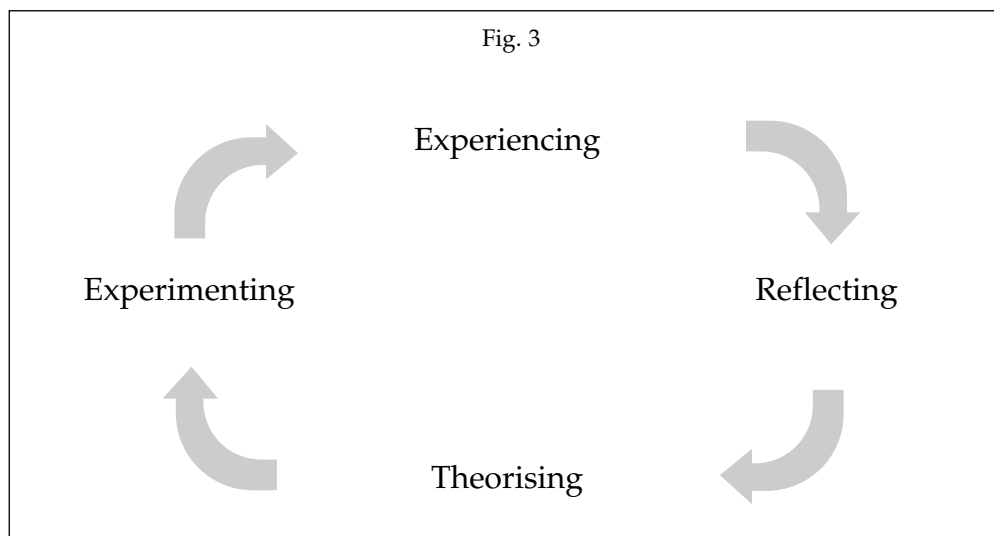 Fig. 3
Experiencing
Experimenting
Reflecting
Theorising